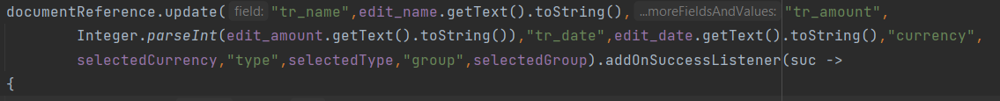 documentReference.update( field: "tr_name",edit_name.getText().toString(), ...moreFieldsAndValues: "tr_amount",
Integer.parseInt(edit_amount.getText().toString()),"tr_date",edit_date.getText().toString(),"currency",
selectedCurrency,"type",selectedType,"group",selectedGroup).addOnSuccessListener(suc ->
{